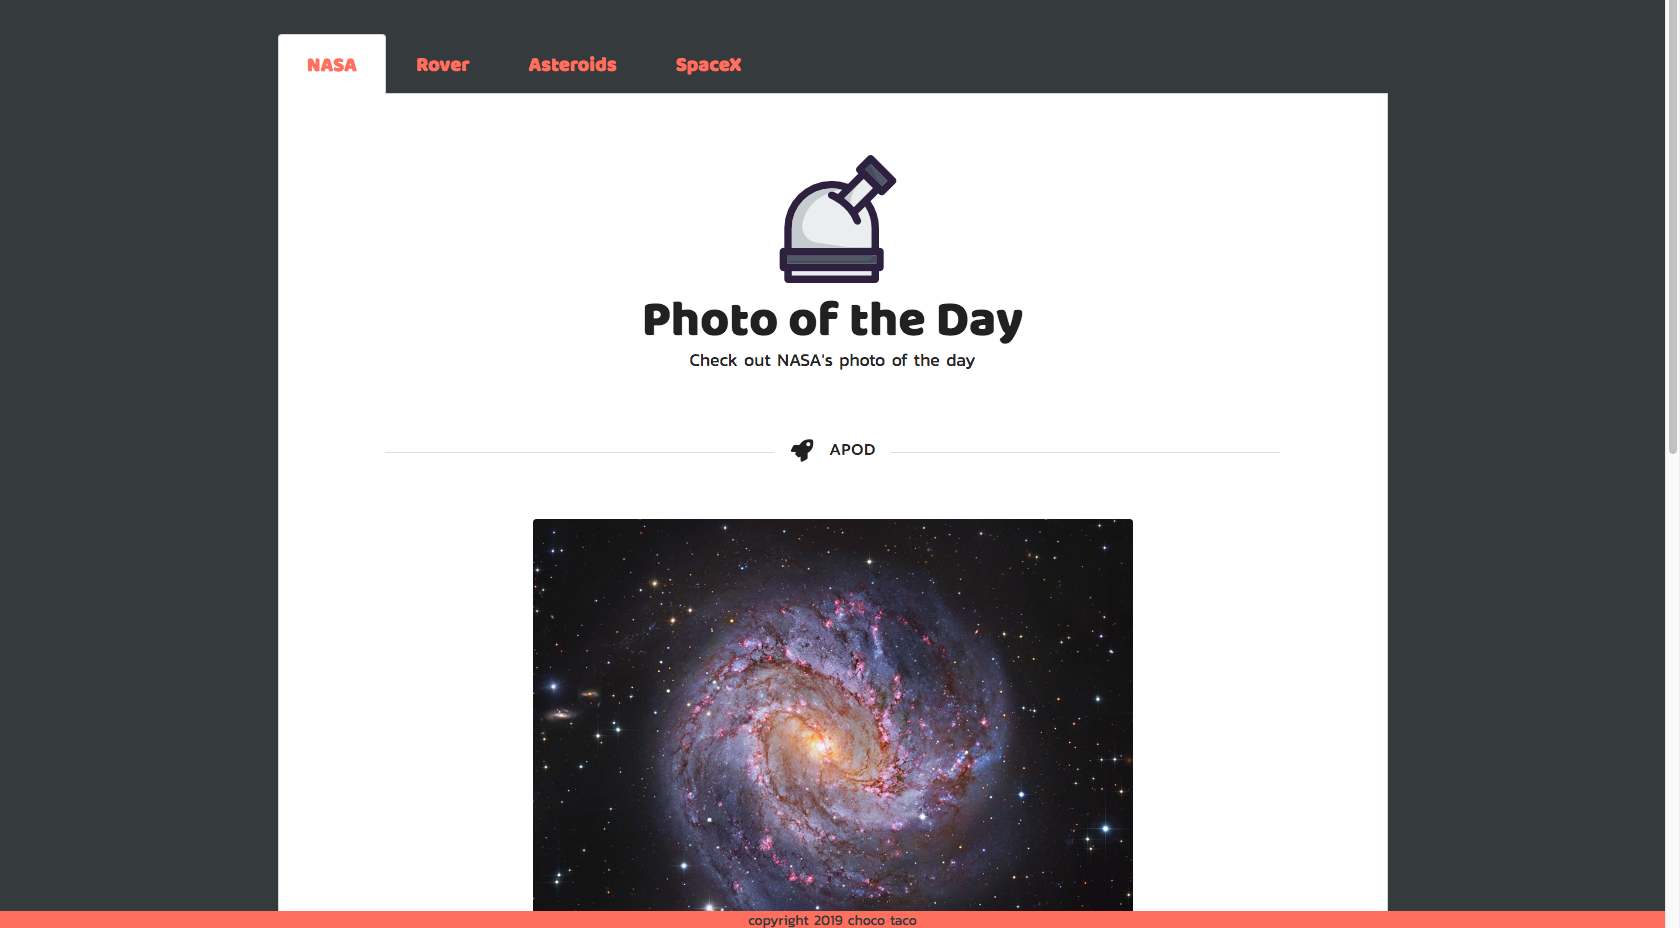 NASA Rover Asteroids SpaceX
Photo of the Day
Check out NASA's photo of the day
APOD
copyright 2019 choco taco